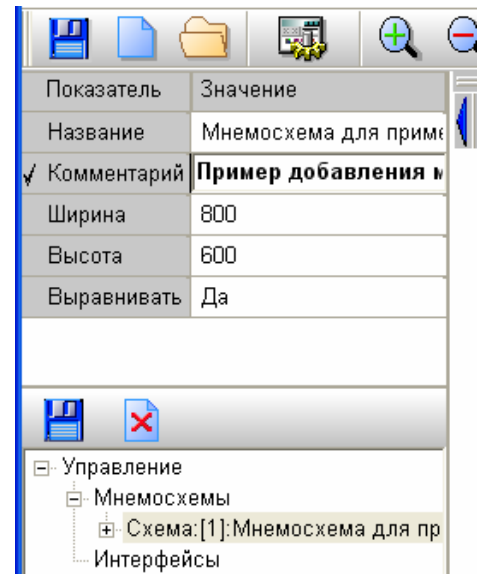 Показатель Значение
Название Мнемосхема для приме
Комментарий Пример добавления м
Ширина 800
Высота 600
Выравнивать Да
Управление
Мнемосхемы
Схема:[1]:Мнемосхема для пр
Интерфейсы